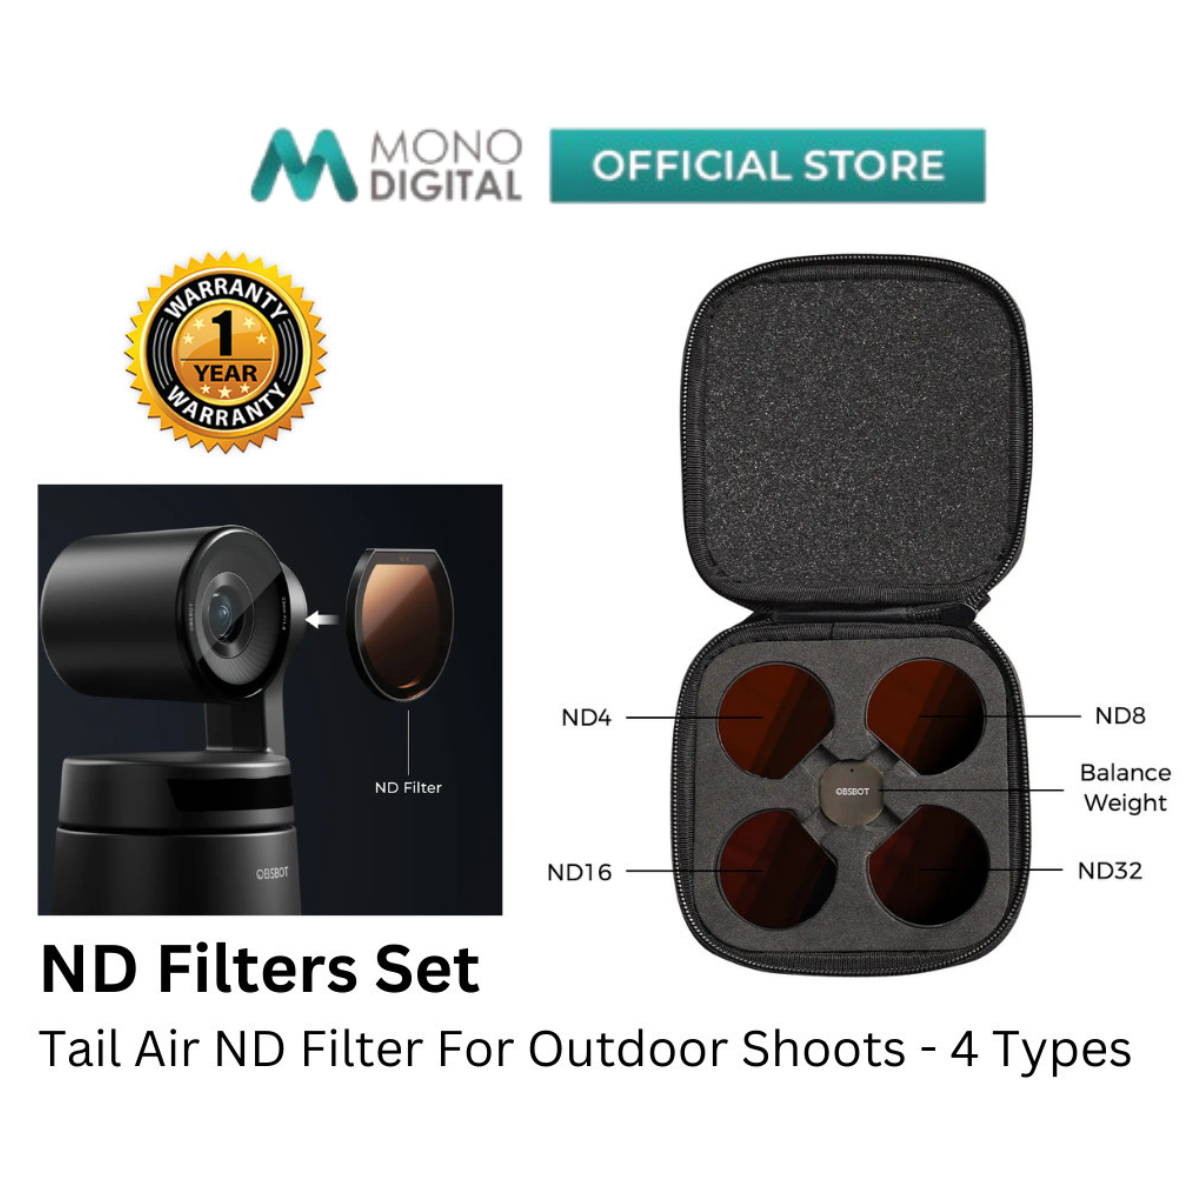 MONO
DIGITAL
OFFICIAL STORE
WARRANTY
1
YEAR
WARRANTY
OBSBOT
ND Filter
OBSBOT
ND4
ND8
OBSBOT
Balance
Weight
ND16
ND32
ND Filters Set
Tail Air ND Filter For Outdoor Shoots - 4 Types